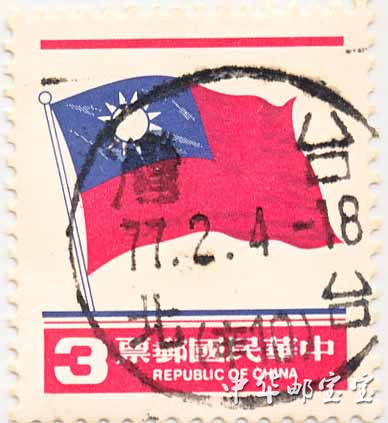 台
77.2.4.-18
北
台
3
中華民國郵票
REPUBLIC OF CHINA
中华邮宝宝